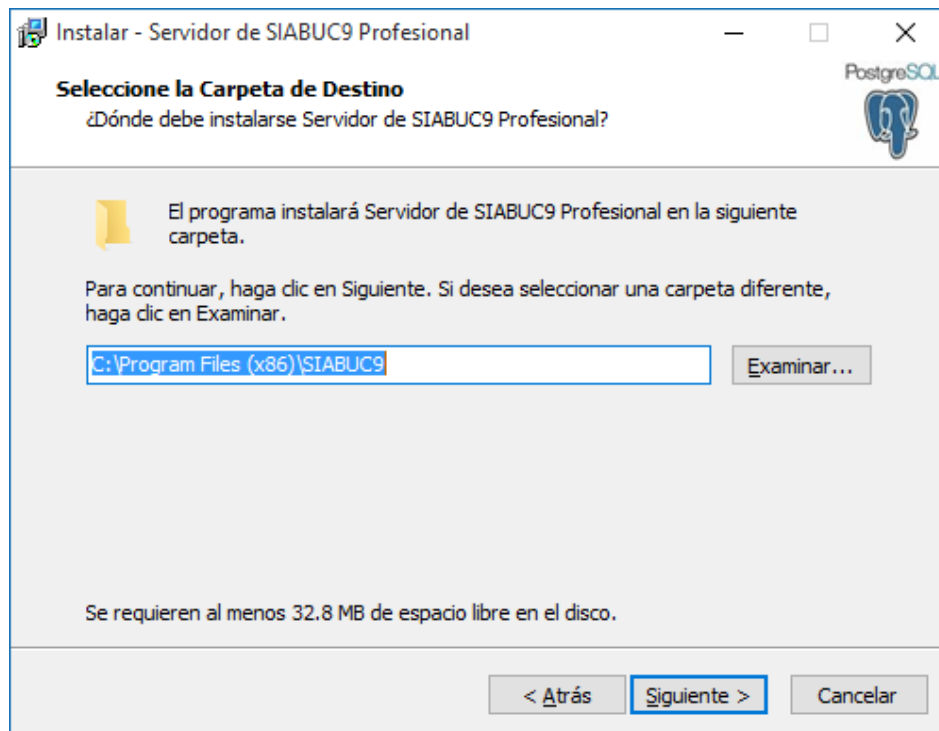 Instalar - Servidor de SIABUC9 Profesional
PostgreSQL
Seleccione la Carpeta de Destino
¿Dónde debe instalarse Servidor de SIABUC9 Profesional?
El programa instalará Servidor de SIABUC9 Profesional en la siguiente
carpeta.
Para continuar, haga clic en Siguiente. Si desea seleccionar una carpeta diferente,
haga clic en Examinar.
C:\Program Files (x86)\SIABUC9
Examinar...
Se requieren al menos 32.8 MB de espacio libre en el disco.
< Atrás
Siguiente >
Cancelar